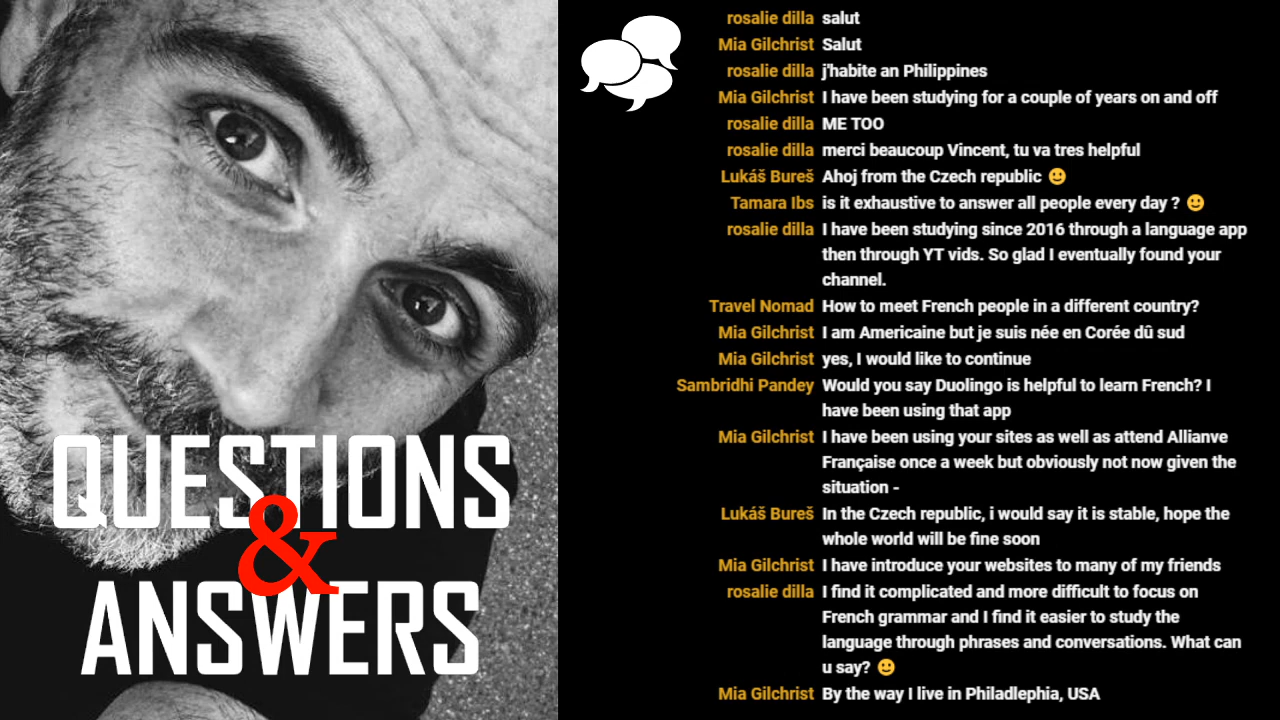 QUESTIONS
&
ANSWERS
rosalie dilla salut
Mia Gilchrist Salut
rosalie dilla j'habite an Philippines
Mia Gilchrist I have been studying for a couple of years on and off
rosalie dilla ME TOO
rosalie dilla merci beaucoup Vincent, tu va tres helpful
Lukáš Bureš Ahoj from the Czech republic 🙂
Tamara Ibs is it exhaustive to answer all people every day ? 🙂
rosalie dilla I have been studying since 2016 through a language app
then through YT vids. So glad I eventually found your
channel.
Travel Nomad How to meet French people in a different country?
Mia Gilchrist I am Americaine but je suis née en Corée dû sud
Mia Gilchrist yes, I would like to continue
Sambridhi Pandey Would you say Duolingo is helpful to learn French? I
have been using that app
Mia Gilchrist I have been using your sites as well as attend Allianve
Française once a week but obviously not now given the
situation -
Lukáš Bureš In the Czech republic, i would say it is stable, hope the
whole world will be fine soon
Mia Gilchrist I have introduce your websites to many of my friends
rosalie dilla I find it complicated and more difficult to focus on
French grammar and I find it easier to study the
language through phrases and conversations. What can
u say? 🙂
Mia Gilchrist By the way I live in Philadlephia, USA